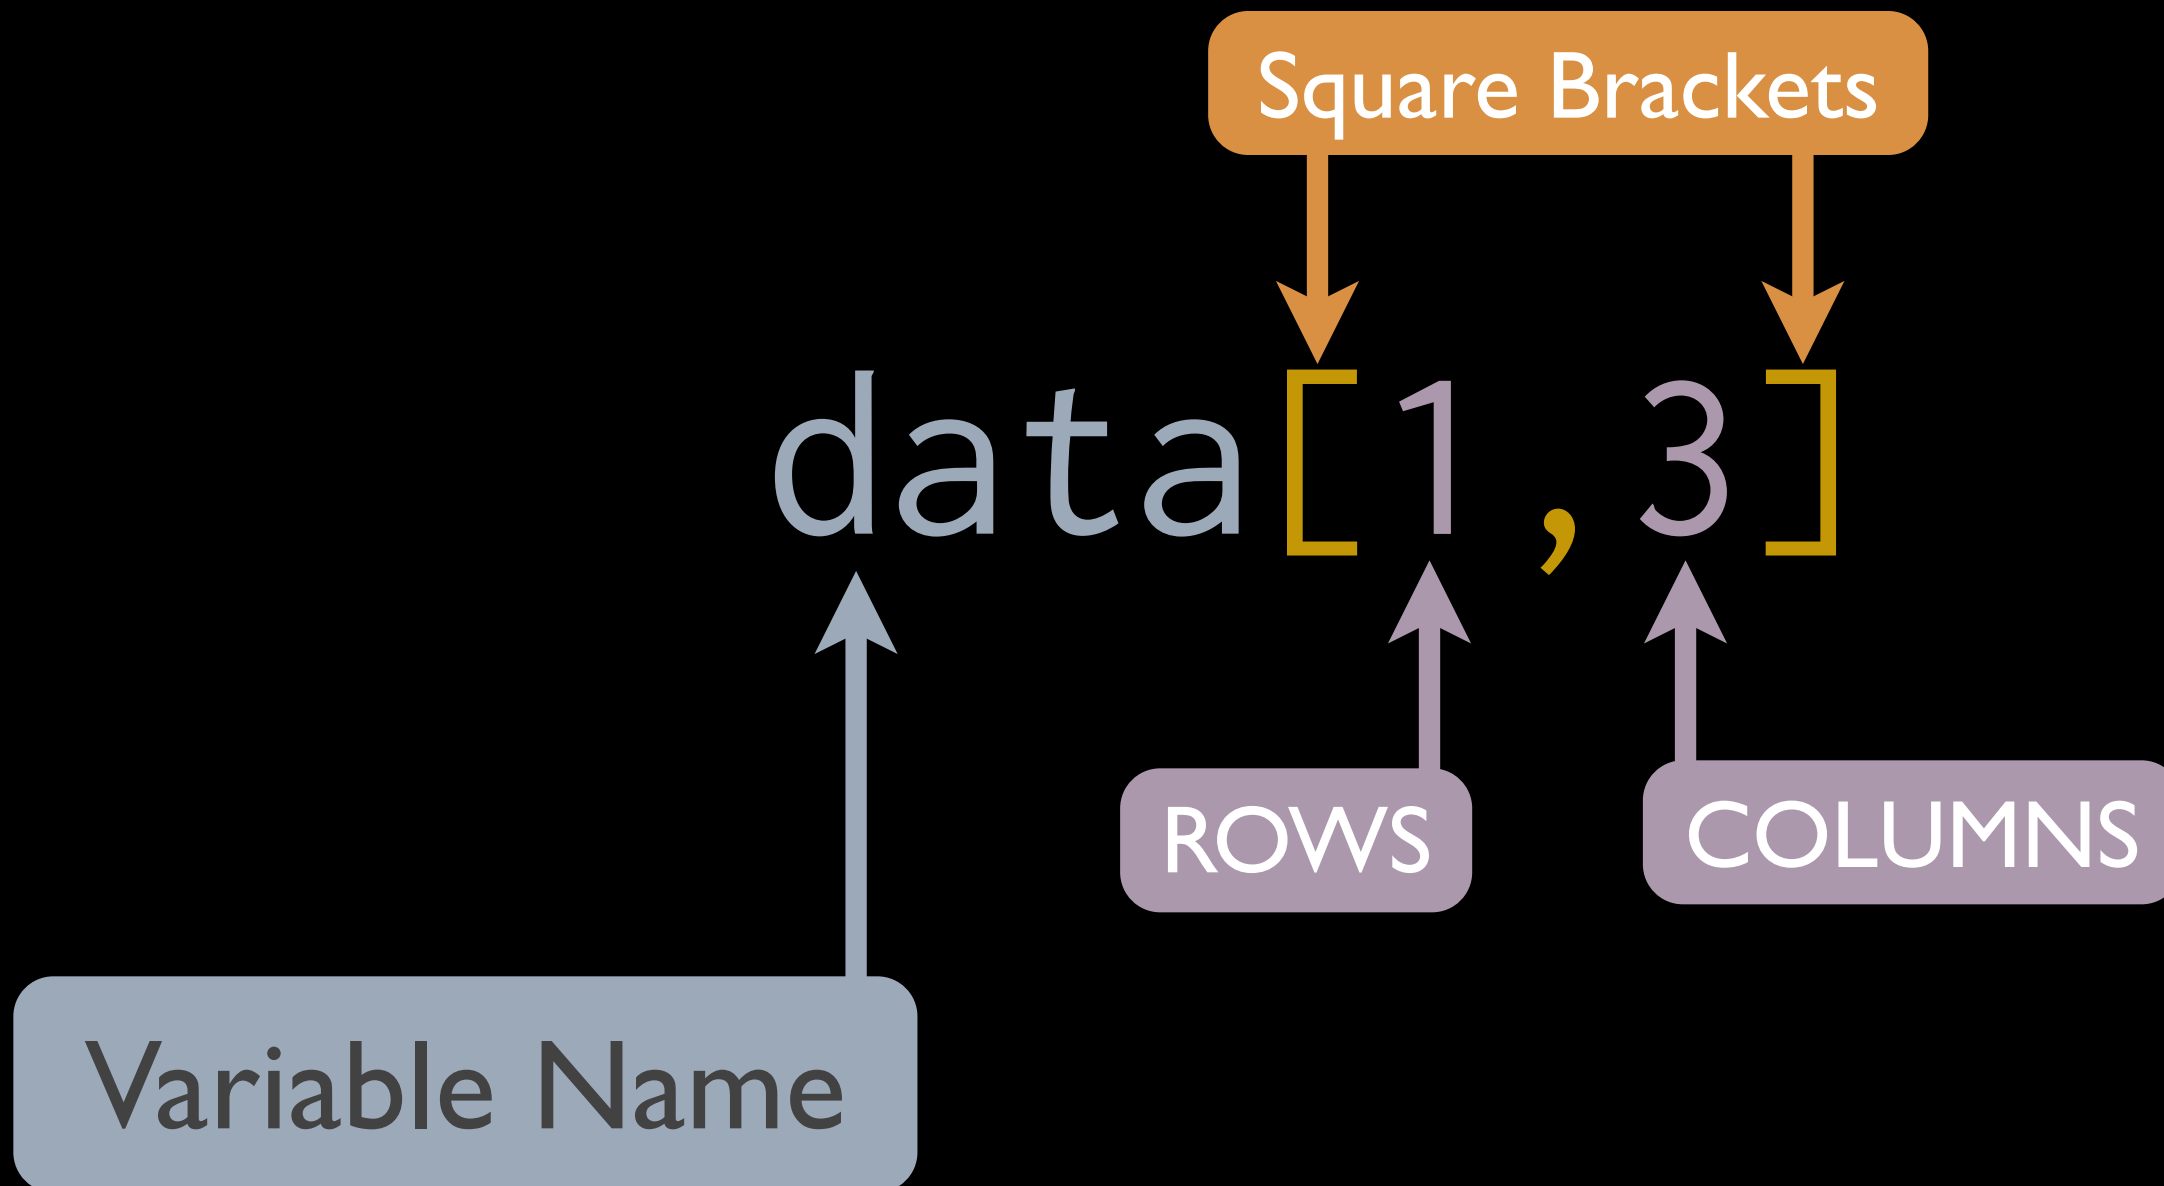 Square Brackets
data[1,3]
ROWS
COLUMNS
Variable Name